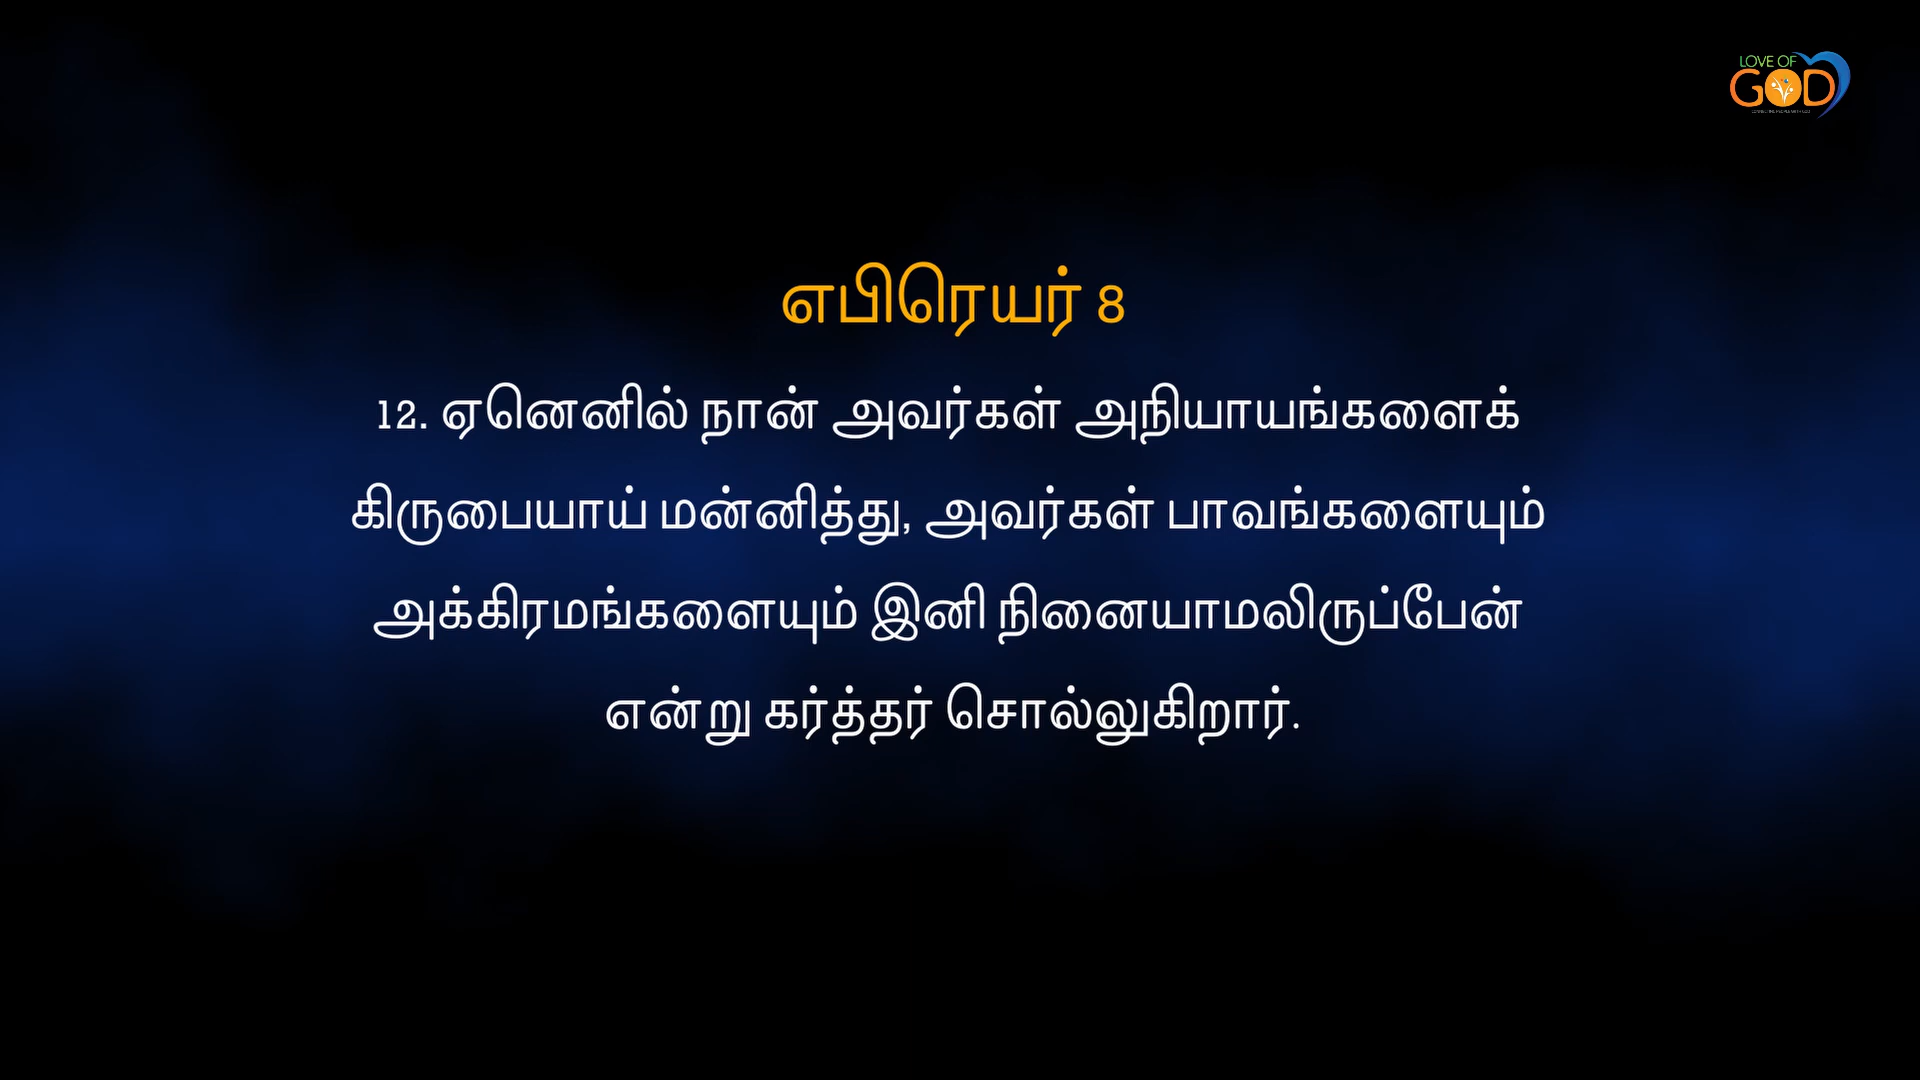 LOVE OF
GOD
எபிரெயர் 8
12. ஏனெனில் நான் அவர்கள் அநியாயங்களைக்
கிருபையாய் மன்னித்து, அவர்கள் பாவங்களையும்
அக்கிரமங்களையும் இனி நினையாமலிருப்பேன்
என்று கர்த்தர் சொல்லுகிறார்.